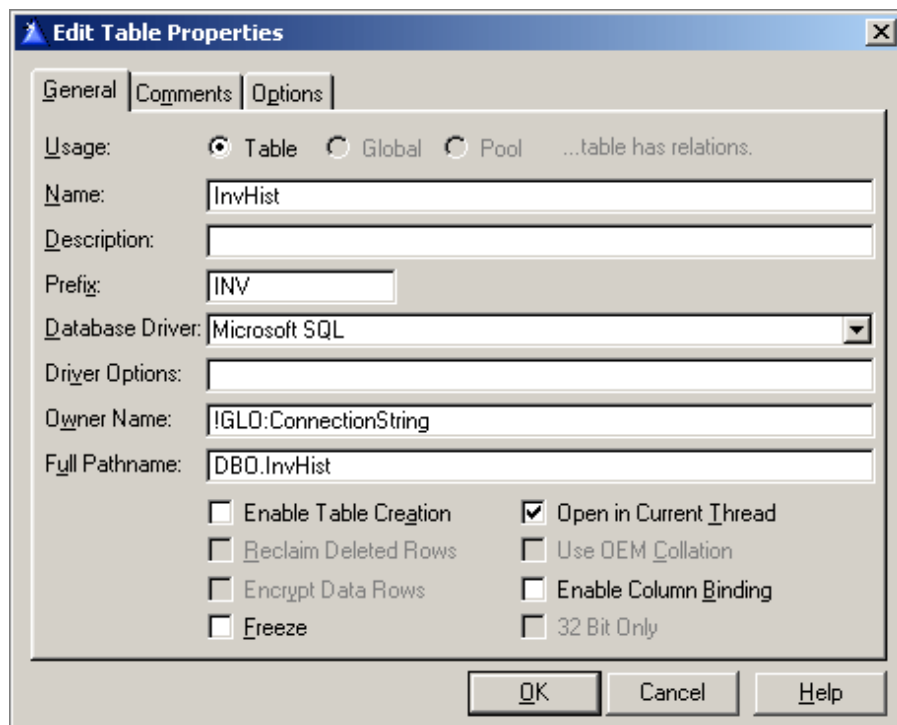 Edit Table Properties
General Comments Options
Usage: Table Global Pool ...table has relations.
Name: InvHist
Description:
Prefix: INV
Database Driver: Microsoft SQL
Driver Options:
Owner Name: !GLO:ConnectionString
Full Pathname: DBO.InvHist
Enable Table Creation Open in Current Thread
Reclaim Deleted Rows Use OEM Collation
Encrypt Data Rows Enable Column Binding
Freeze 32 Bit Only
OK Cancel Help